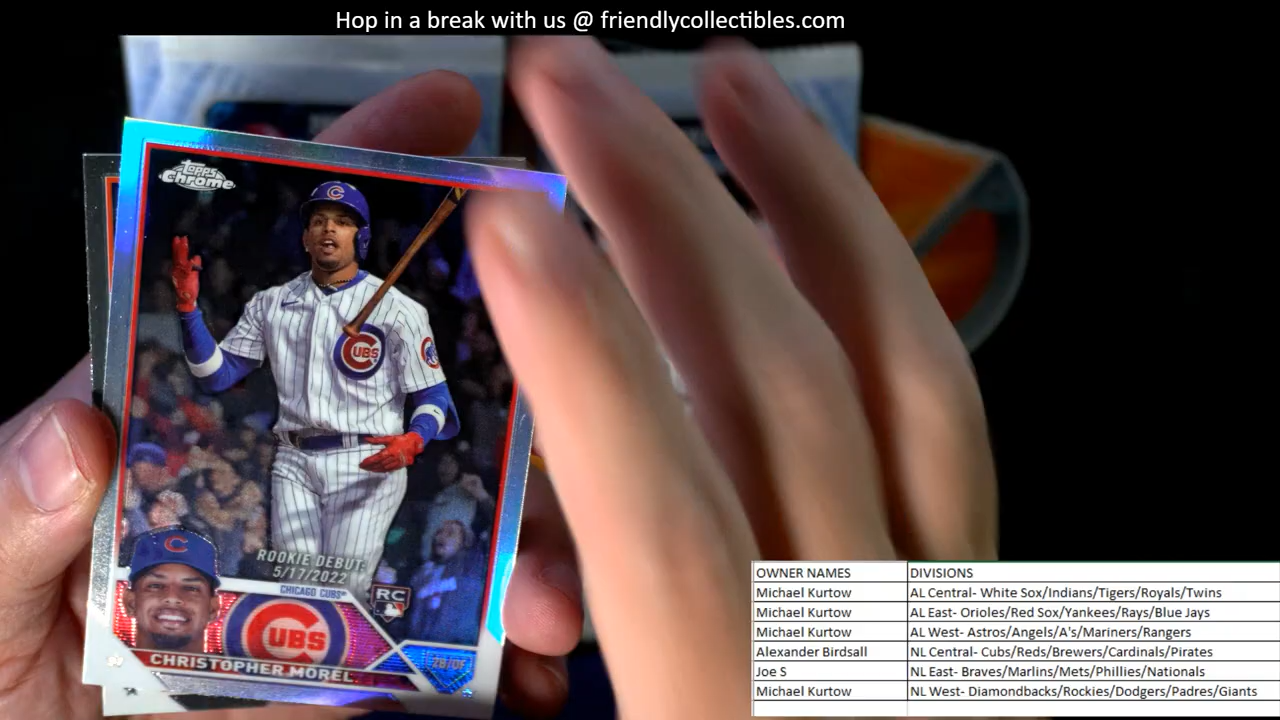 Hop in a break with us @ friendlycollectibles.com
TOPPS
Chrome
C
CUBS
ROOKIE DEBUT:
5/17/2022
CHICAGO CUBS
RC
C
CUBS
CHRISTOPHER MOREL
2B/OF
OWNER NAMES DIVISIONS
Michael Kurtow AL Central- White Sox/Indians/Tigers/Royals/Twins
Michael Kurtow AL East- Orioles/Red Sox/Yankees/Rays/Blue Jays
Michael Kurtow AL West- Astros/Angels/A's/Mariners/Rangers
Alexander Birdsall NL Central- Cubs/Reds/Brewers/Cardinals/Pirates
Joe S NL East- Braves/Marlins/Mets/Phillies/Nationals
Michael Kurtow NL West- Diamondbacks/Rockies/Dodgers/Padres/Giants